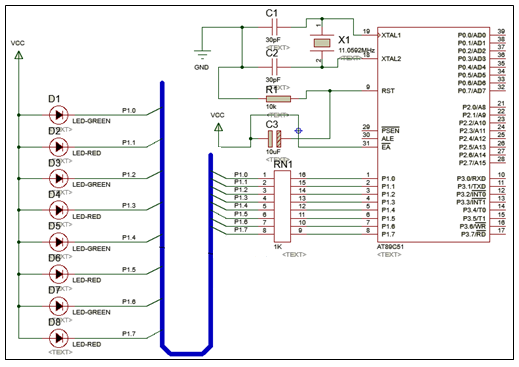 VCC
D1
LED-GREEN
<TEXT>
P1.0
D2
LED-RED
<TEXT>
P1.1
D3
LED-GREEN
<TEXT>
P1.2
D4
LED-RED
<TEXT>
P1.3
D5
LED-GREEN
<TEXT>
P1.4
D6
LED-RED
<TEXT>
P1.5
D7
LED-GREEN
<TEXT>
P1.6
D8
LED-RED
<TEXT>
P1.7
GND
C1
30pF
<TEXT>
C2
30pF
<TEXT>
X1
11.0592MHz
<TEXT>
1
2
R1
10k
<TEXT>
VCC
C3
10uF
<TEXT>
RN1
P1.0 1 16
P1.1 2 15
P1.2 3 14
P1.3 4 13
P1.4 5 12
P1.5 6 11
P1.6 7 10
P1.7 8 9
1K
<TEXT>
19 XTAL1
18 XTAL2
9 RST
29 PSEN
30 ALE
31 EA
1 P1.0
2 P1.1
3 P1.2
4 P1.3
5 P1.4
6 P1.5
7 P1.6
8 P1.7
P0.0/AD0 39
P0.1/AD1 38
P0.2/AD2 37
P0.3/AD3 36
P0.4/AD4 35
P0.5/AD5 34
P0.6/AD6 33
P0.7/AD7 32
P2.0/A8 21
P2.1/A9 22
P2.2/A10 23
P2.3/A11 24
P2.4/A12 25
P2.5/A13 26
P2.6/A14 27
P2.7/A15 28
P3.0/RXD 10
P3.1/TXD 11
P3.2/INT0 12
P3.3/INT1 13
P3.4/T0 14
P3.5/T1 15
P3.6/WR 16
P3.7/RD 17
AT89C51
<TEXT>